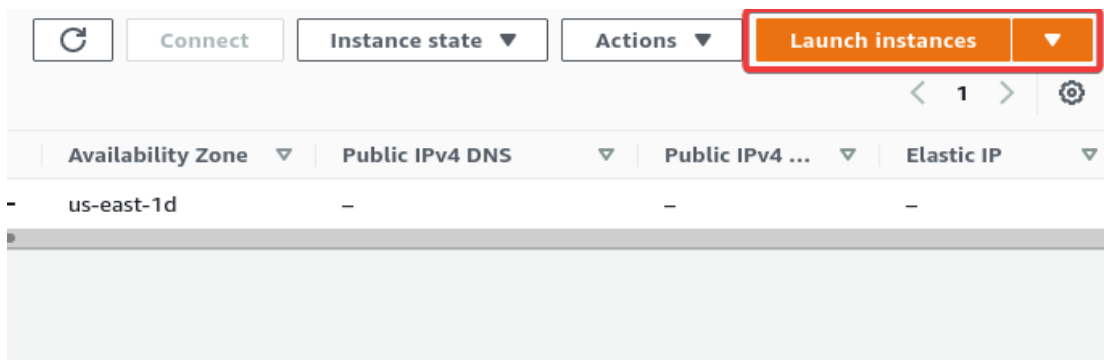 Connect Instance state Actions Launch instances
1
Availability Zone Public IPv4 DNS Public IPv4 ... Elastic IP
us-east-1d – – –